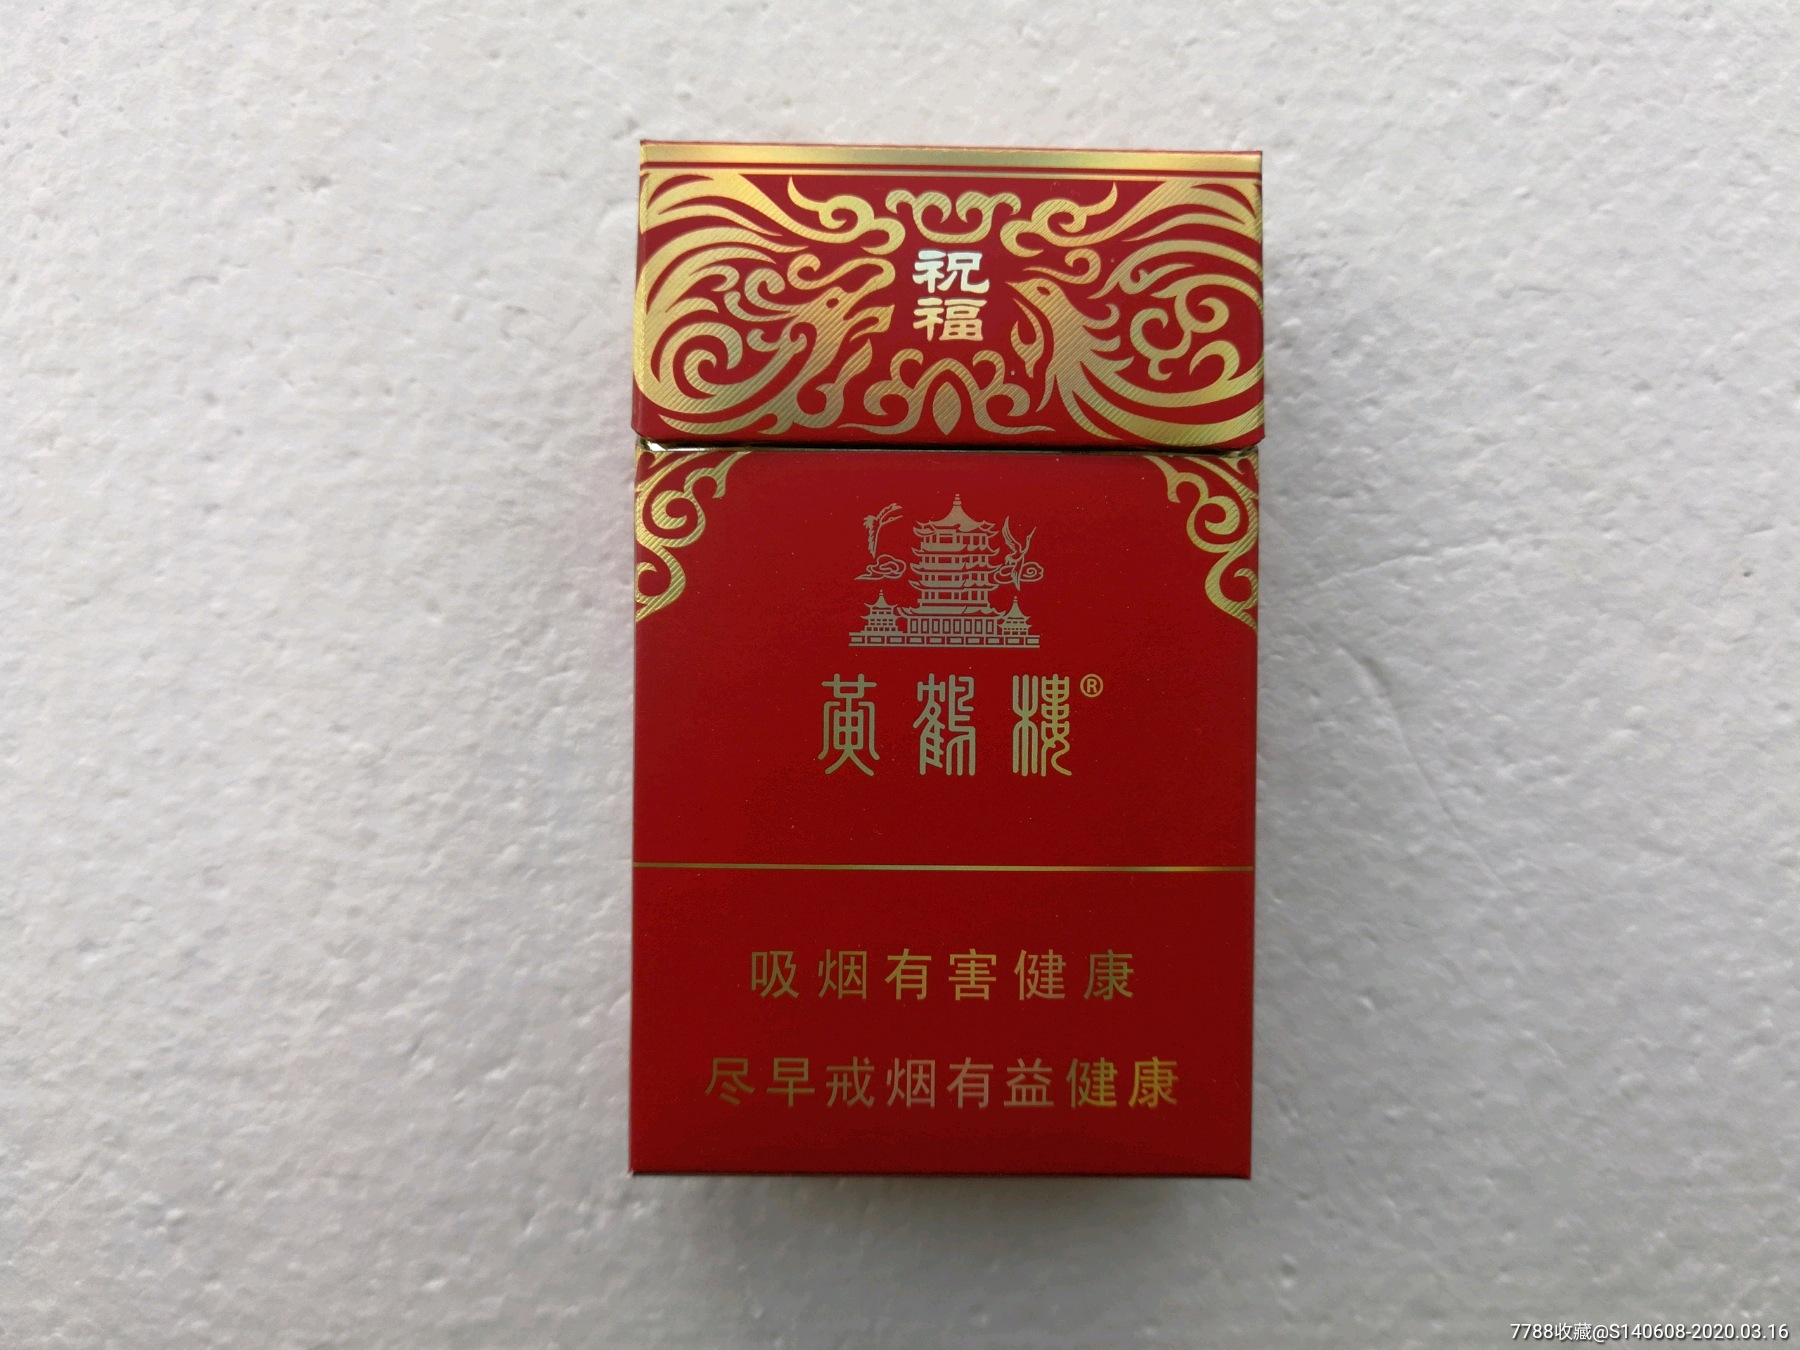 祝
福
黄鹤楼®
吸烟有害健康
尽早戒烟有益健康
7788收藏@S140608-2020.03.16